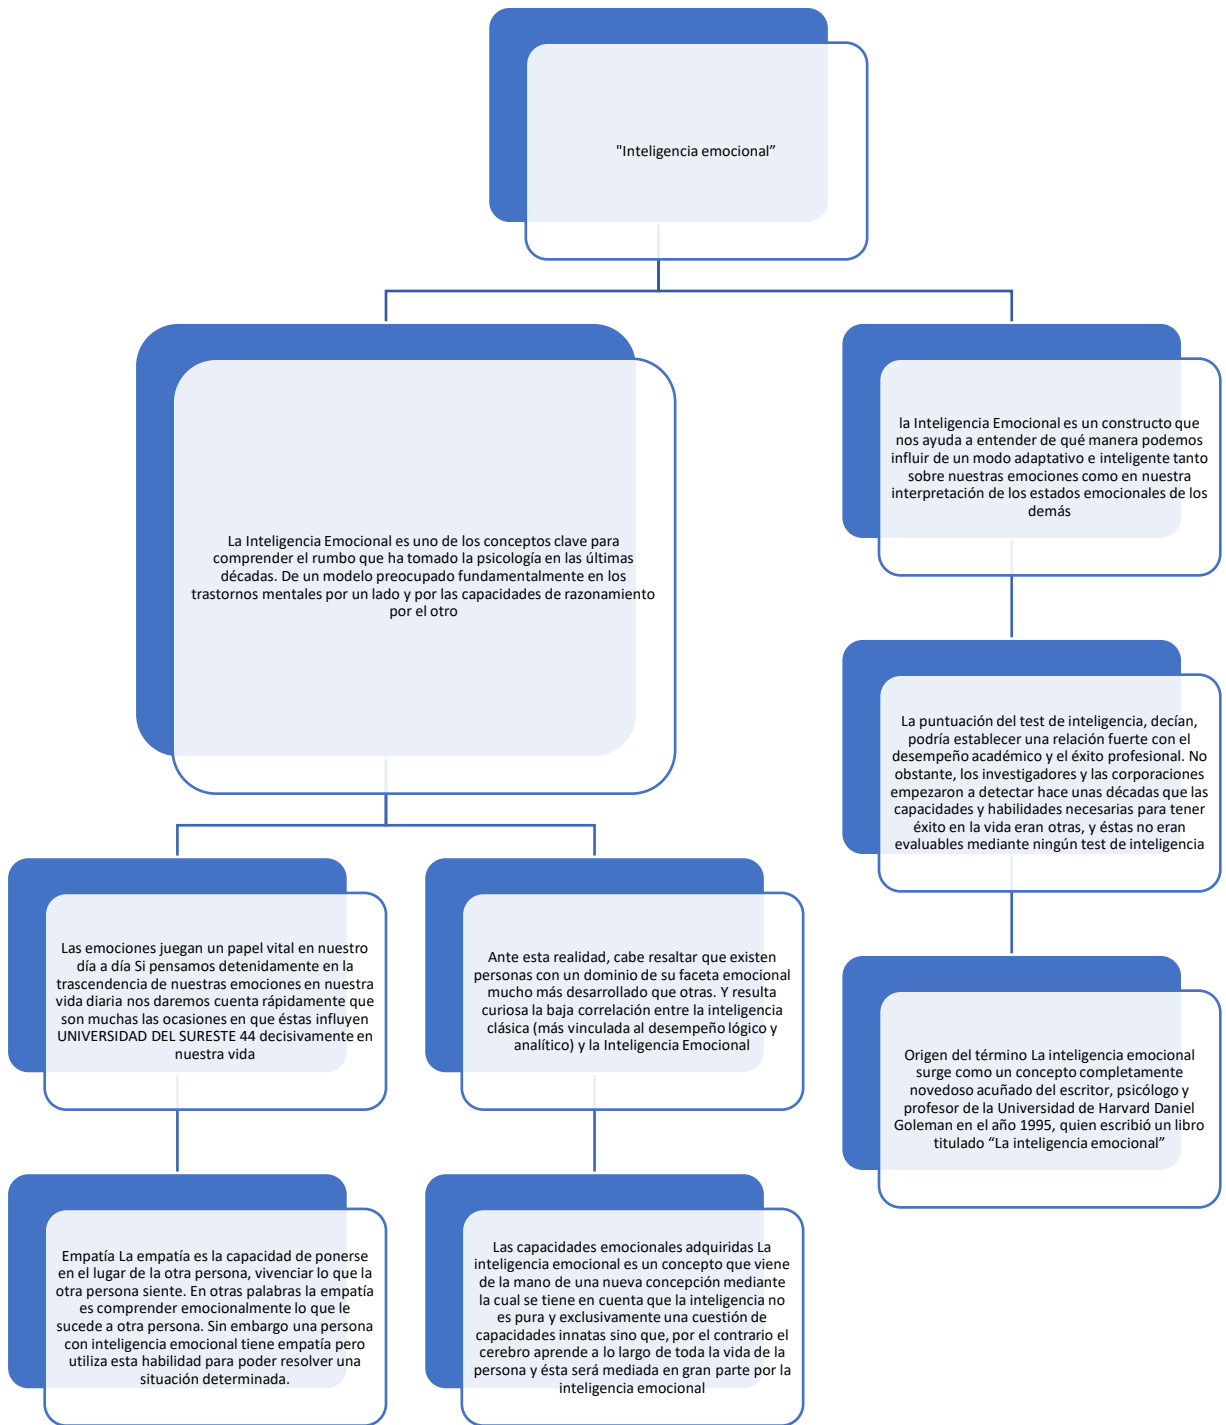 "Inteligencia emocional”
La Inteligencia Emocional es uno de los conceptos clave para
comprender el rumbo que ha tomado la psicología en las últimas
décadas. De un modelo preocupado fundamentalmente en los
trastornos mentales por un lado y por las capacidades de razonamiento
por el otro
la Inteligencia Emocional es un constructo que
nos ayuda a entender de qué manera podemos
influir de un modo adaptativo e inteligente tanto
sobre nuestras emociones como en nuestra
interpretación de los estados emocionales de los
demás
La puntuación del test de inteligencia, decían,
podría establecer una relación fuerte con el
desempeño académico y el éxito profesional. No
obstante, los investigadores y las corporaciones
empezaron a detectar hace unas décadas que las
capacidades y habilidades necesarias para tener
éxito en la vida eran otras, y éstas no eran
evaluables mediante ningún test de inteligencia
Las emociones juegan un papel vital en nuestro
día a día Si pensamos detenidamente en la
trascendencia de nuestras emociones en nuestra
vida diaria nos daremos cuenta rápidamente que
son muchas las ocasiones en que éstas influyen
UNIVERSIDAD DEL SURESTE 44 decisivamente en
nuestra vida
Ante esta realidad, cabe resaltar que existen
personas con un dominio de su faceta emocional
mucho más desarrollado que otras. Y resulta
curiosa la baja correlación entre la inteligencia
clásica (más vinculada al desempeño lógico y
analítico) y la Inteligencia Emocional
Origen del término La inteligencia emocional
surge como un concepto completamente
novedoso acuñado del escritor, psicólogo y
profesor de la Universidad de Harvard Daniel
Goleman en el año 1995, quien escribió un libro
titulado “La inteligencia emocional”
Empatía La empatía es la capacidad de ponerse
en el lugar de la otra persona, vivenciar lo que la
otra persona siente. En otras palabras la empatía
es comprender emocionalmente lo que le
sucede a otra persona. Sin embargo una persona
con inteligencia emocional tiene empatía pero
utiliza esta habilidad para poder resolver una
situación determinada.
Las capacidades emocionales adquiridas La
inteligencia emocional es un concepto que viene
de la mano de una nueva concepción mediante
la cual se tiene en cuenta que la inteligencia no
es pura y exclusivamente una cuestión de
capacidades innatas sino que, por el contrario el
cerebro aprende a lo largo de toda la vida de la
persona y ésta será mediada en gran parte por la
inteligencia emocional